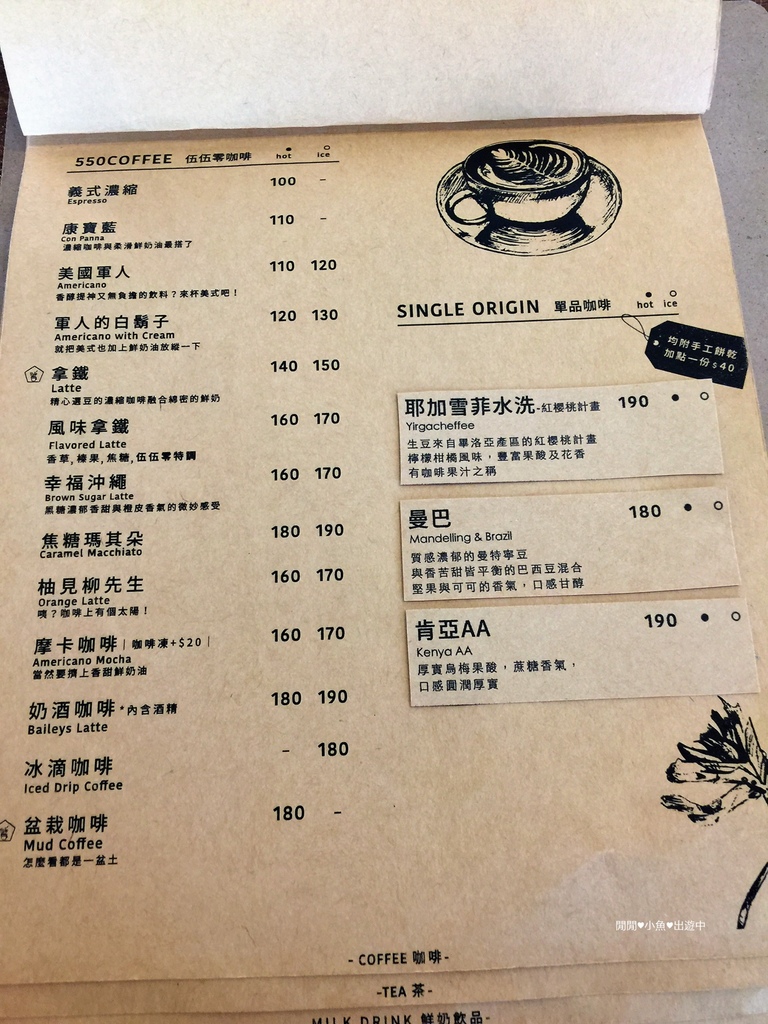 550COFFEE 伍伍零咖啡 hot ice
義式濃縮 100 –
Espresso
康寶藍 110 –
Con Panna
濃縮咖啡與柔滑鮮奶油最搭了
美國軍人 110 120
Americano
香醇提神又無負擔的飲料?來杯美式吧!
軍人的白鬍子 120 130
Americano with Cream
就把美式也加上鮮奶油放縱一下
拿鐵 140 150
Latte
精心選豆的濃縮咖啡融合綿密的鮮奶
風味拿鐵 160 170
Flavored Latte
香草,榛果,焦糖,伍伍零特調
幸福沖繩 160 170
Brown Sugar Latte
黑糖濃郁香甜與橙皮香氣的微妙感受
焦糖瑪其朵 180 190
Caramel Macchiato
柚見柳先生 160 170
Orange Latte
咦?咖啡上有個太陽!
摩卡咖啡|咖啡凍+$20| 160 170
Americano Mocha
當然要擠上香甜鮮奶油
奶酒咖啡*內含酒精 180 190
Baileys Latte
冰滴咖啡 – 180
Iced Drip Coffee
盆栽咖啡 180 –
Mud Coffee
怎麼看都是一盆土
SINGLE ORIGIN 單品咖啡 hot ice
均附手工餅乾
加點一份$40
耶加雪菲水洗-紅櫻桃計畫 190
Yirgacheffee
生豆來自畢洛亞產區的紅櫻桃計畫
檸檬柑橘風味,豐富果酸及花香
有咖啡果汁之稱
曼巴 180
Mandelling & Brazil
質感濃郁的曼特寧豆
與香苦甜皆平衡的巴西豆混合
堅果與可可的香氣,口感甘醇
肯亞AA 190
Kenya AA
厚實烏梅果酸,蔗糖香氣,
口感圓潤厚實
閒閒♥小魚♥出遊中
- COFFEE 咖啡-
-TEA 茶-
MILK DRINK 鮮奶飲品-